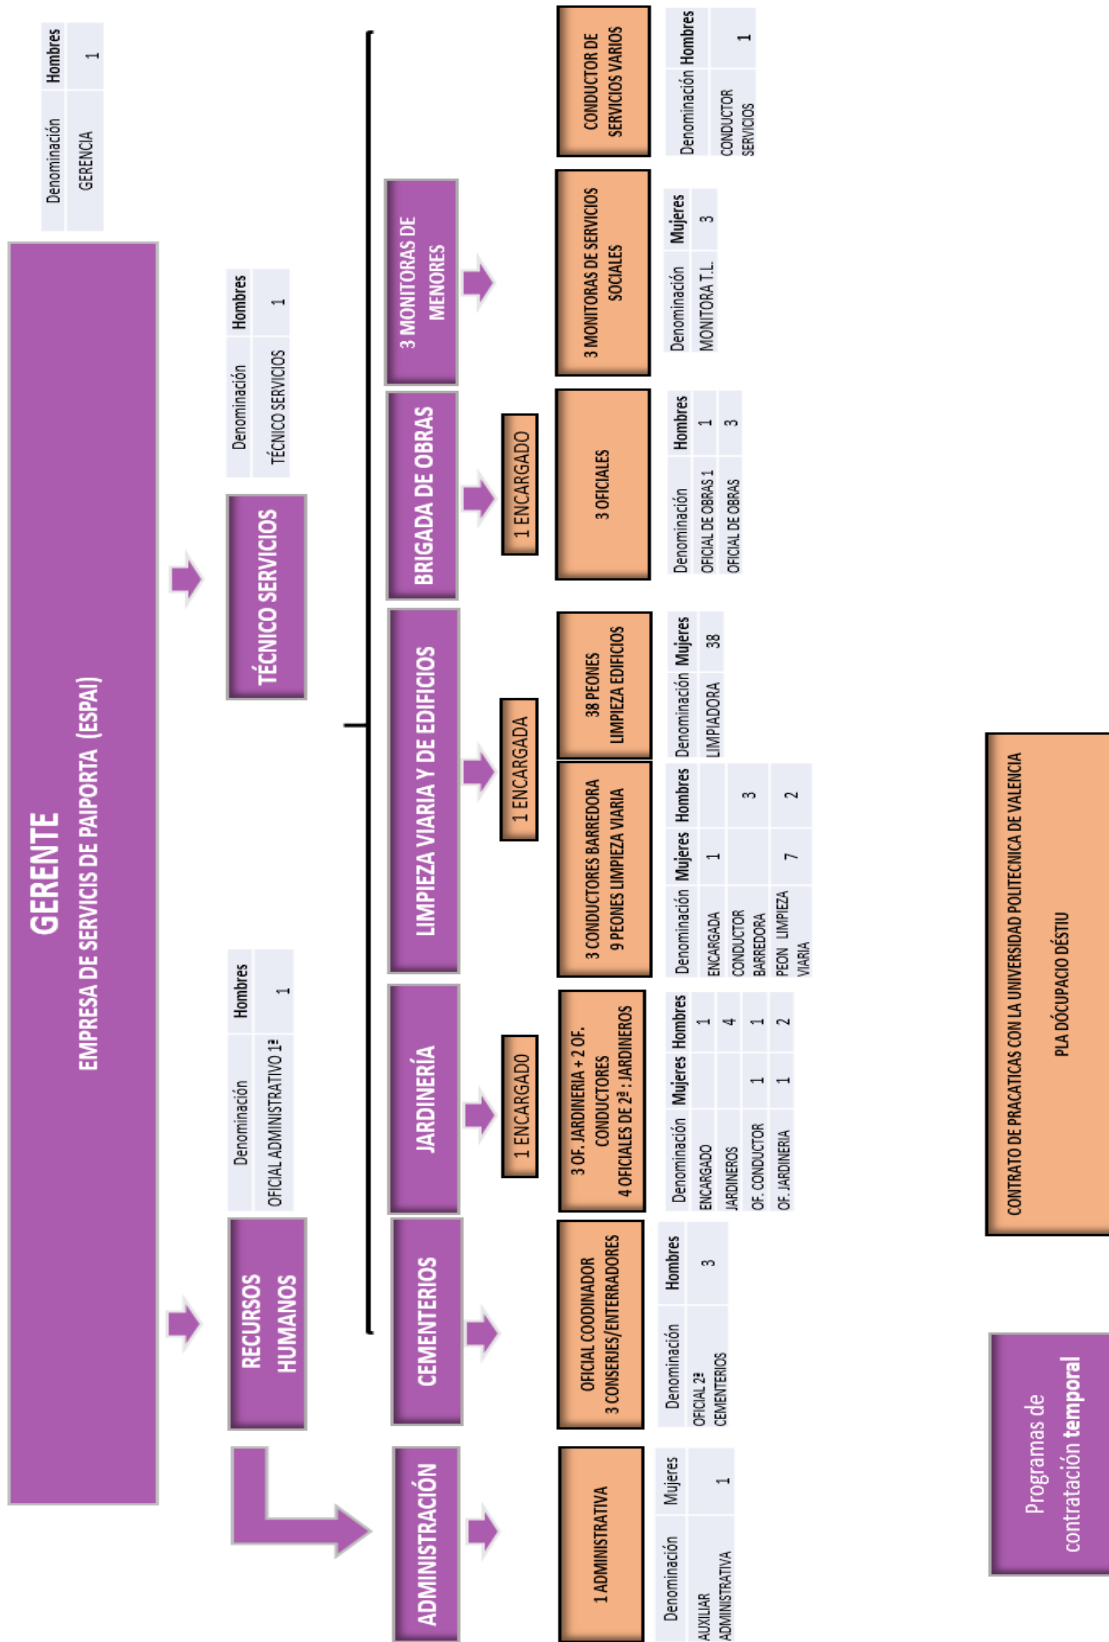 GERENTE
EMPRESA DE SERVICIS DE PAIPORTA (ESPAI)
Denominación Hombres
GERENCIA 1
RECURSOS
HUMANOS
Denominación Hombres
OFICIAL ADMINISTRATIVO 1ª 1
TÉCNICO SERVICIOS
Denominación Hombres
TÉCNICO SERVICIOS 1
ADMINISTRACIÓN
1 ADMINISTRATIVA
Denominación Mujeres
AUXILIAR
ADMINISTRATIVA 1
CEMENTERIOS
OFICIAL COODINADOR
3 CONSERJES/ENTERRADORES
Denominación Hombres
OFICIAL 2ª
CEMENTERIOS 3
JARDINERÍA
1 ENCARGADO
3 OF. JARDINERIA + 2 OF.
CONDUCTORES
4 OFICIALES DE 2ª : JARDINEROS
Denominación Mujeres Hombres
ENCARGADO 1
JARDINEROS 4
OF. CONDUCTOR 1 1
OF. JARDINERIA 1 2
LIMPIEZA VIARIA Y DE EDIFICIOS
1 ENCARGADA
3 CONDUCTORES BARREDORA
9 PEONES LIMPIEZA VIARIA
Denominación Mujeres Hombres
ENCARGADA 1
CONDUCTOR
BARREDORA 3
PEON LIMPIEZA
VIARIA 7 2
38 PEONES
LIMPIEZA EDIFICIOS
Denominación Mujeres
LIMPIADORA 38
BRIGADA DE OBRAS
1 ENCARGADO
3 OFICIALES
Denominación Hombres
OFICIAL DE OBRAS 1 1
OFICIAL DE OBRAS 3
3 MONITORAS DE
MENORES
3 MONITORAS DE SERVICIOS
SOCIALES
Denominación Mujeres
MONITORA T.L. 3
CONDUCTOR DE
SERVICIOS VARIOS
Denominación Hombres
CONDUCTOR
SERVICIOS 1
Programas de
contratación temporal
CONTRATO DE PRACATICAS CON LA UNIVERSIDAD POLITECNICA DE VALENCIA
PLA DÓCUPACIO DÉSTIU